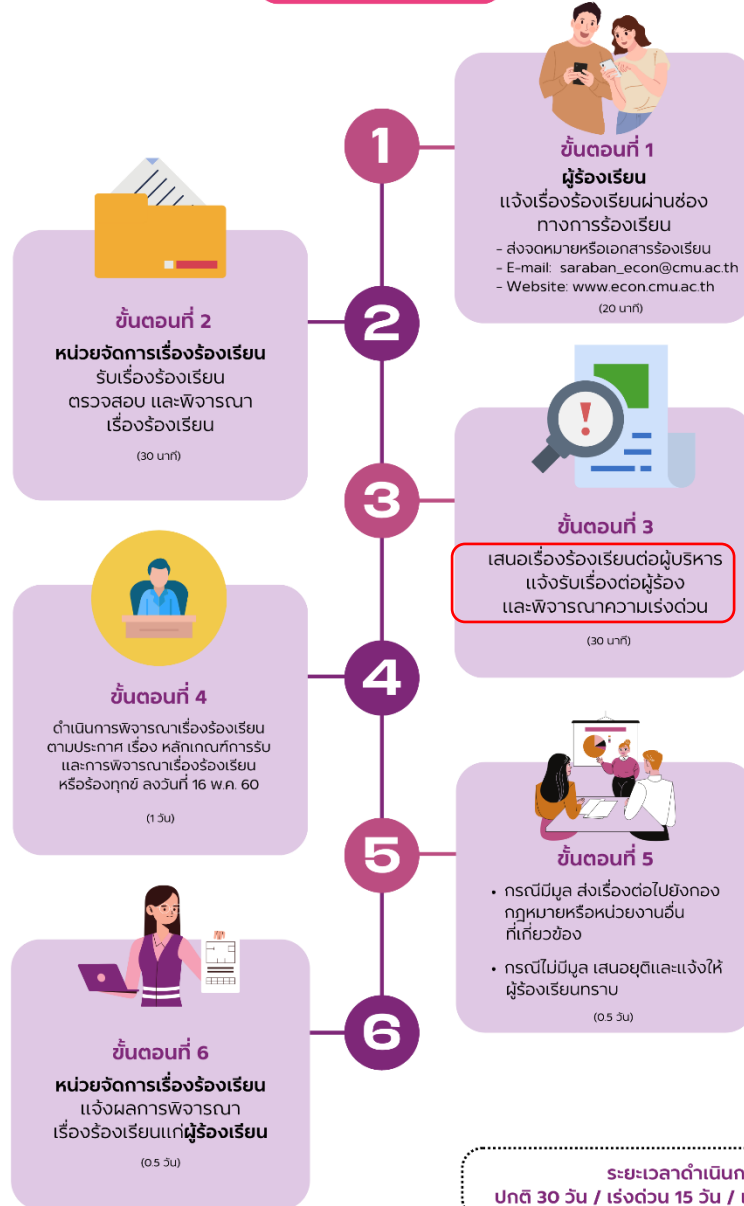 1
ขั้นตอนที่ 1
ผู้ร้องเรียน
แจ้งเรื่องร้องเรียนผ่านช่อง
ทางการร้องเรียน
- ส่งจดหมายหรือเอกสารร้องเรียน
- E-mail: saraban_econ@cmu.ac.th
- Website: www.econ.cmu.ac.th
(20 นาที)
2
ขั้นตอนที่ 2
หน่วยจัดการเรื่องร้องเรียน
รับเรื่องร้องเรียน
ตรวจสอบ และพิจารณา
เรื่องร้องเรียน
(30 นาที)
3
ขั้นตอนที่ 3
เสนอเรื่องร้องเรียนต่อผู้บริหาร
แจ้งรับเรื่องต่อผู้ร้อง
และพิจารณาความเร่งด่วน
(30 นาที)
4
ขั้นตอนที่ 4
ดำเนินการพิจารณาเรื่องร้องเรียน
ตามประกาศ เรื่อง หลักเกณฑ์การรับ
และการพิจารณาเรื่องร้องเรียน
หรือร้องทุกข์ ลงวันที่ 16 พ.ค. 60
(1 วัน)
5
ขั้นตอนที่ 5
• กรณีมีมูล ส่งเรื่องต่อไปยังกอง
กฎหมายหรือหน่วยงานอื่น
ที่เกี่ยวข้อง
• กรณีไม่มีมูล เสนอยุติและแจ้งให้
ผู้ร้องเรียนทราบ
(0.5 วัน)
6
ขั้นตอนที่ 6
หน่วยจัดการเรื่องร้องเรียน
แจ้งผลการพิจารณา
เรื่องร้องเรียนแก่ผู้ร้องเรียน
(0.5 วัน)
ระยะเวลาดำเนินก
ปกติ 30 วัน / เร่งด่วน 15 วัน /